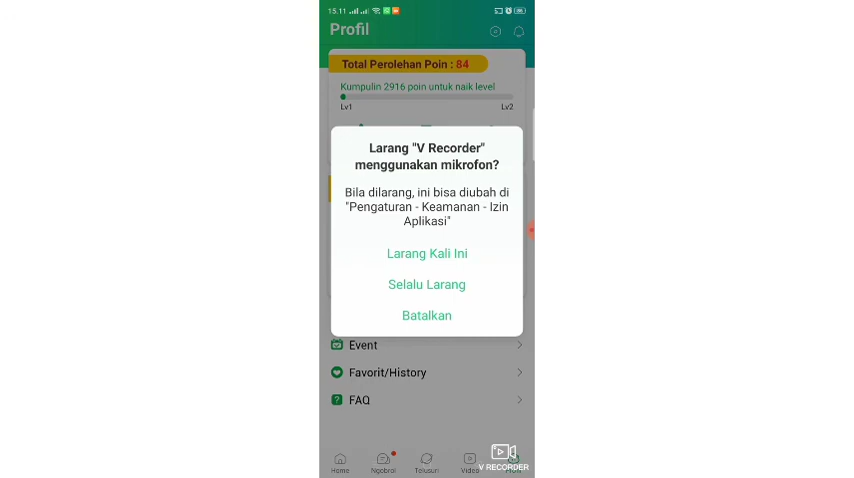 15.11
Profil
Total Perolehan Poin : 84
Kumpulin 2916 poin untuk naik level
Lv1
Lv2
Larang "V Recorder"
menggunakan mikrofon?
Bila dilarang, ini bisa diubah di
"Pengaturan - Keamanan - Izin
Aplikasi"
Larang Kali Ini
Selalu Larang
Batalkan
Event
Favorit/History
FAQ
Home
Ngobrol
Telusuri
Video
V RECORDER